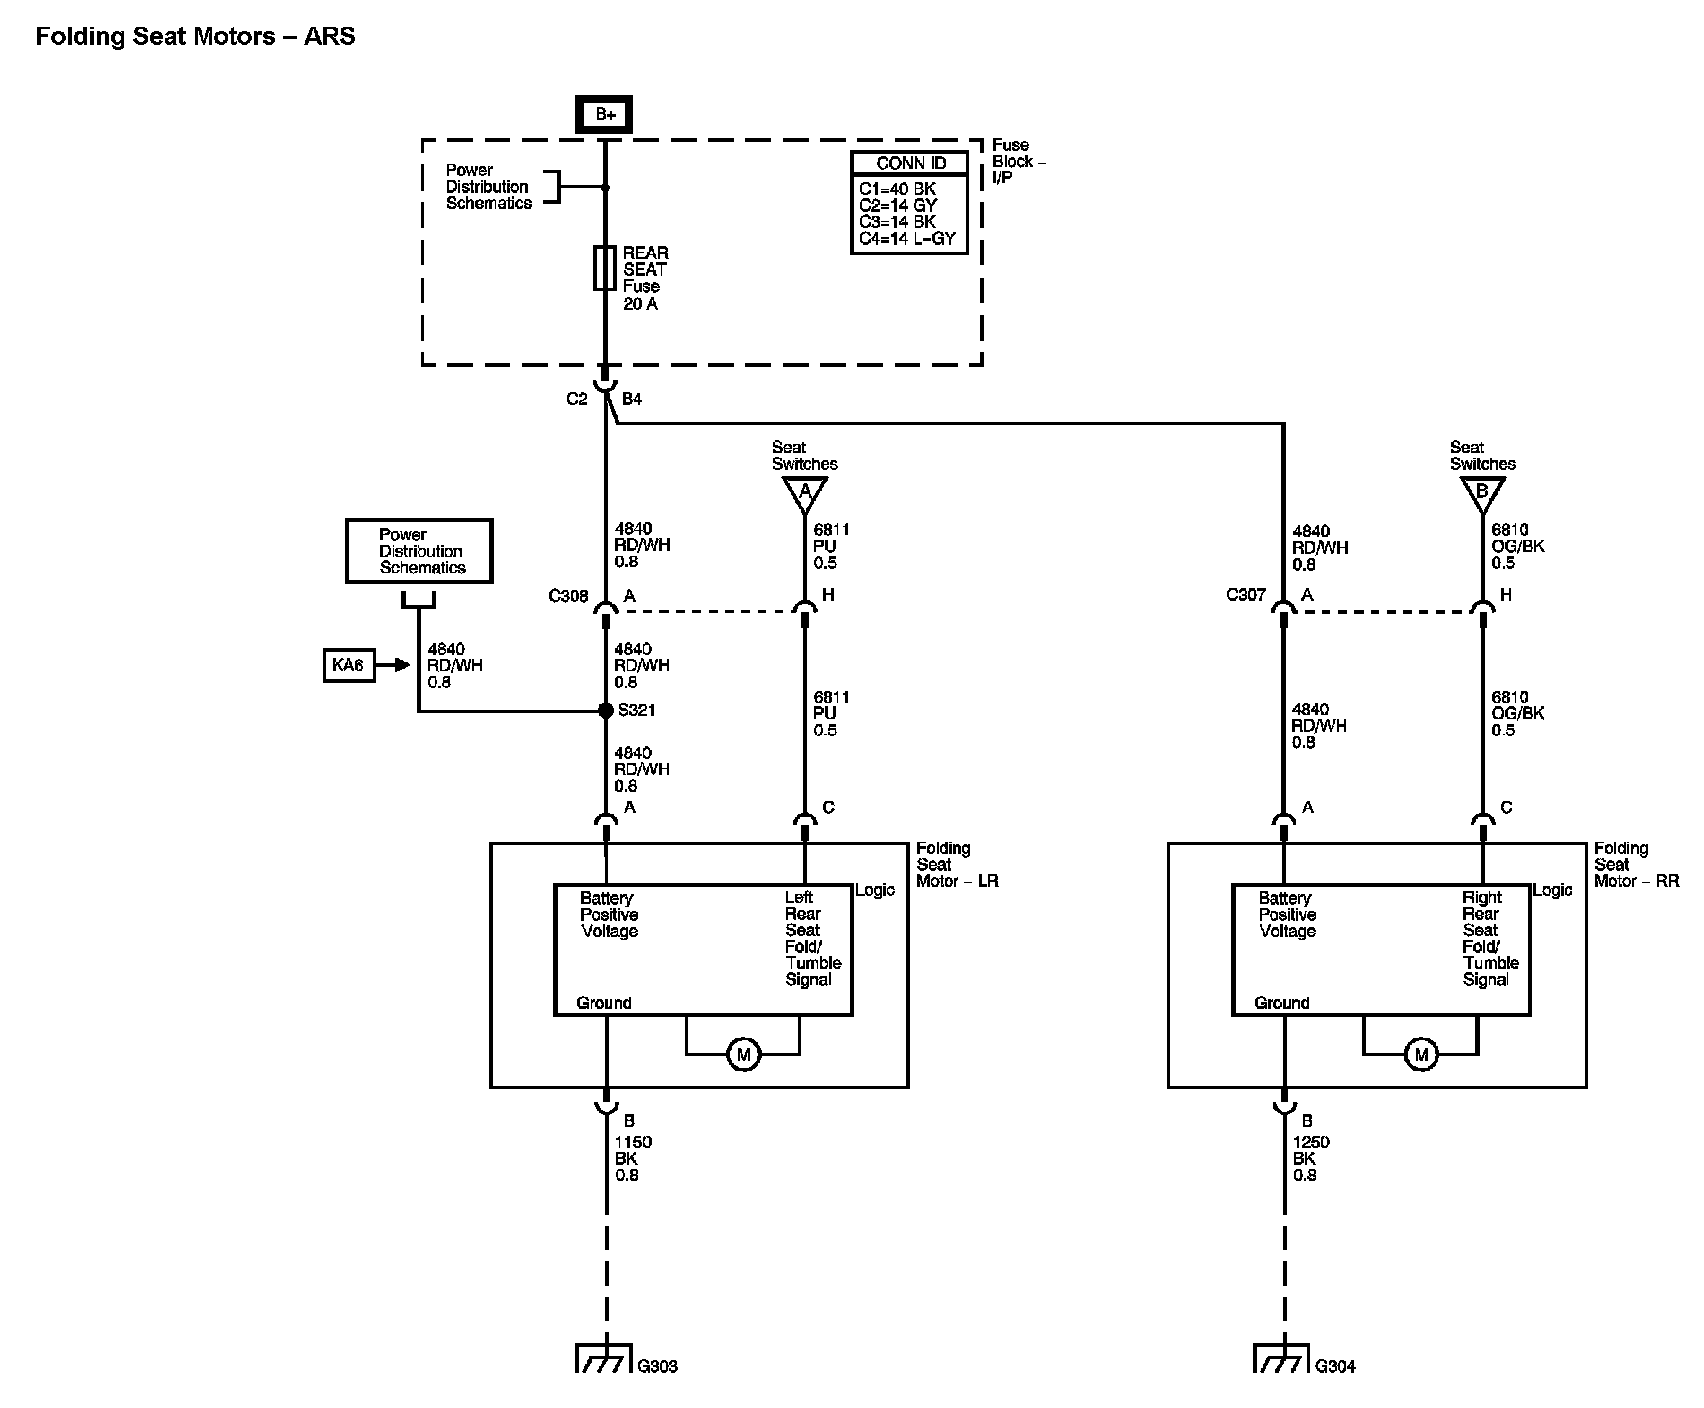 Folding Seat Motors – ARS
B+
Fuse
Block –
I/P
Power
Distribution
Schematics
CONN ID
C1=40 BK
C2=14 GY
C3=14 BK
C4=14 L-GY
REAR
SEAT
Fuse
20 A
C2
B4
Seat
Switches
A
Seat
Switches
B
Power
Distribution
Schematics
4840
RD/WH
0.8
6811
PU
0.5
4840
RD/WH
0.8
6810
OG/BK
0.5
C308
A
H
C307
A
H
KA6
4840
RD/WH
0.8
4840
RD/WH
0.8
S321
6811
PU
0.5
4840
RD/WH
0.8
6810
OG/BK
0.5
4840
RD/WH
0.8
A
C
A
C
Folding
Seat
Motor – LR
Logic
Battery
Positive
Voltage
Left
Rear
Seat
Fold/
Tumble
Signal
Ground
M
Folding
Seat
Motor – RR
Logic
Battery
Positive
Voltage
Right
Rear
Seat
Fold/
Tumble
Signal
Ground
M
B
1150
BK
0.8
B
1250
BK
0.8
G303
G304